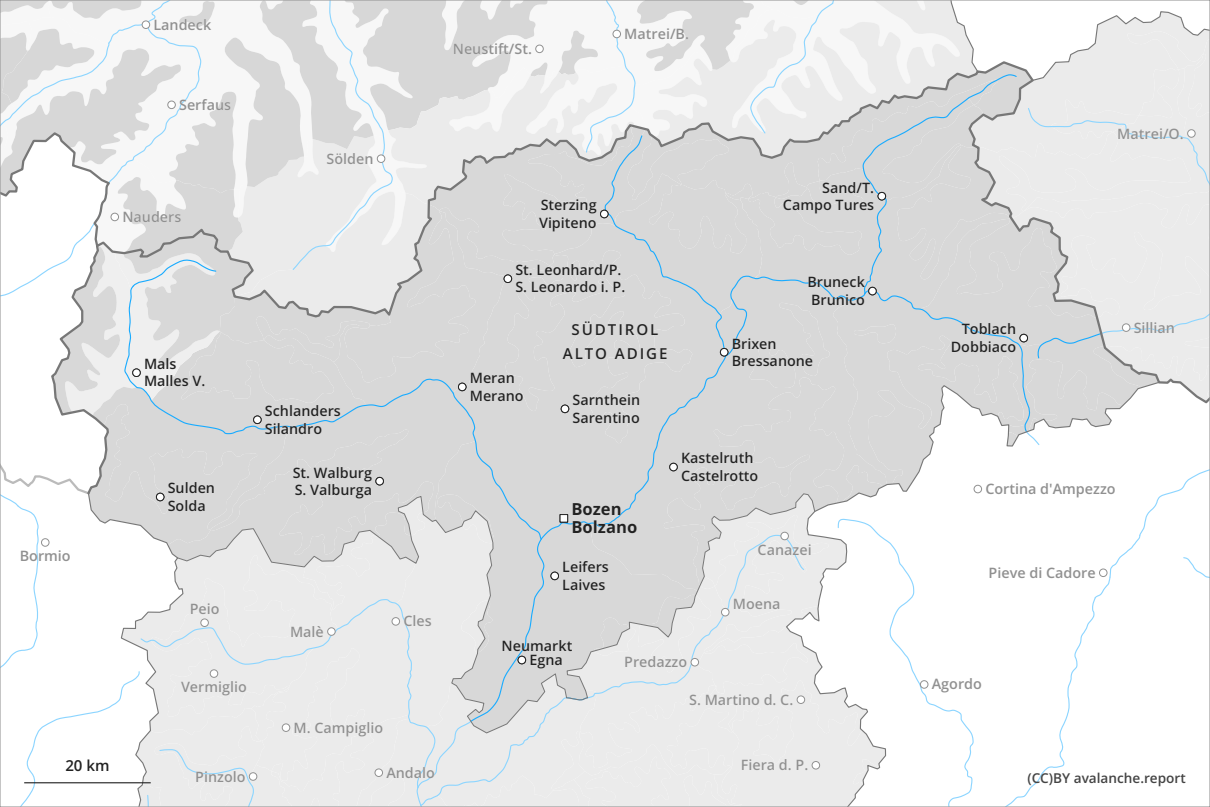 Landeck
Matrei/B.
Neustift/St.
Serfaus
Matrei/O.
Sölden
Sand/T.
Campo Tures
Nauders
Sterzing
Vipiteno
St. Leonhard/P.
S. Leonardo i. P.
Bruneck
Brunico
SÜDTIROL
ALTO ADIGE
Toblach
Dobbiaco
Sillian
Brixen
Bressanone
Mals
Malles V.
Meran
Merano
Sarnthein
Sarentino
Schlanders
Silandro
Kastelruth
Castelrotto
St. Walburg
S. Valburga
Sulden
Solda
Cortina d'Ampezzo
Bozen
Bolzano
Bormio
Canazei
Leifers
Laives
Pieve di Cadore
Peio
Moena
Malè
Cles
Neumarkt
Egna
Predazzo
Vermiglio
Agordo
S. Martino d. C.
M. Campiglio
20 km
Pinzolo
Andalo
Fiera d. P.
(CC)BY avalanche.report